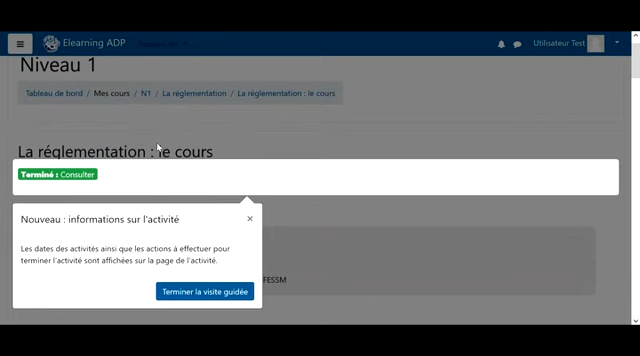 Elearning ADP
Utilisateur Test
Niveau 1
Tableau de bord / Mes cours / N1 / La réglementation / La réglementation : le cours
La réglementation : le cours
Terminé : Consulter
Nouveau : informations sur l'activité
×
Les dates des activités ainsi que les actions à effectuer pour
terminer l'activité sont affichées sur la page de l'activité.
FESSM
Terminer la visite guidée